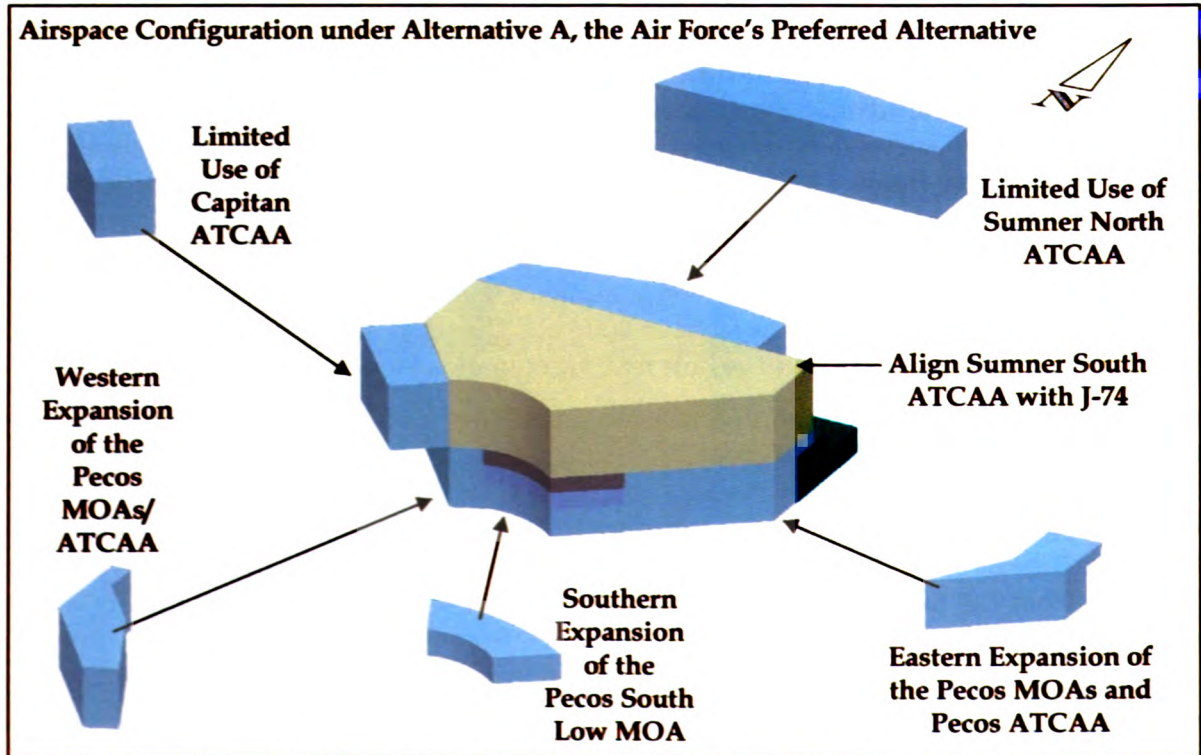 Airspace Configuration under Alternative A, the Air Force's Preferred Alternative
N
Limited
Use of
Capitan
ATCAA
Limited Use of
Sumner North
ATCAA
Align Sumner South
ATCAA with J-74
Western
Expansion
of the
Pecos
MOAs/
ATCAA
Southern
Expansion
of the
Pecos South
Low MOA
Eastern Expansion of
the Pecos MOAs and
Pecos ATCAA